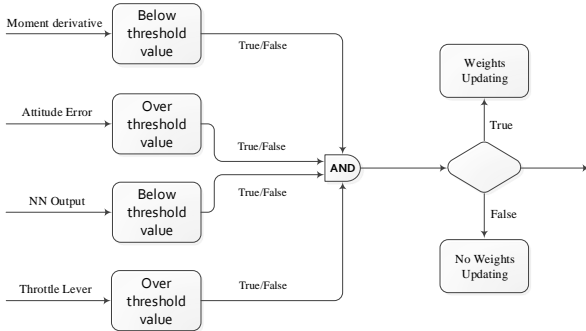 Moment derivative
Below
threshold
value
True/False
Attitude Error
Over
threshold
value
True/False
NN Output
Below
threshold
value
True/False
Throttle Lever
Over
threshold
value
True/False
AND
Weights
Updating
True
False
No Weights
Updating